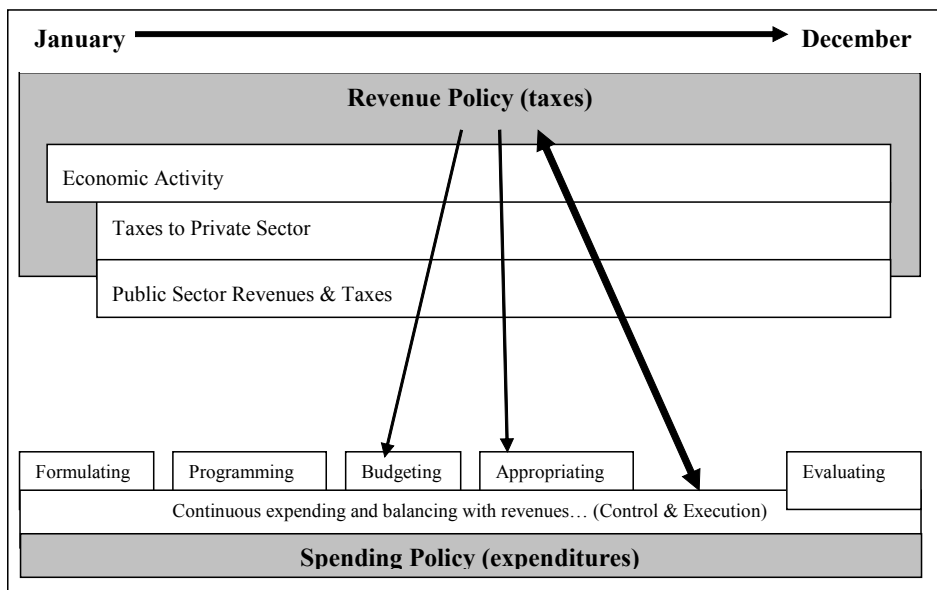 January
December
Revenue Policy (taxes)
Economic Activity
Taxes to Private Sector
Public Sector Revenues & Taxes
Formulating
Programming
Budgeting
Appropriating
Evaluating
Continuous expending and balancing with revenues… (Control & Execution)
Spending Policy (expenditures)